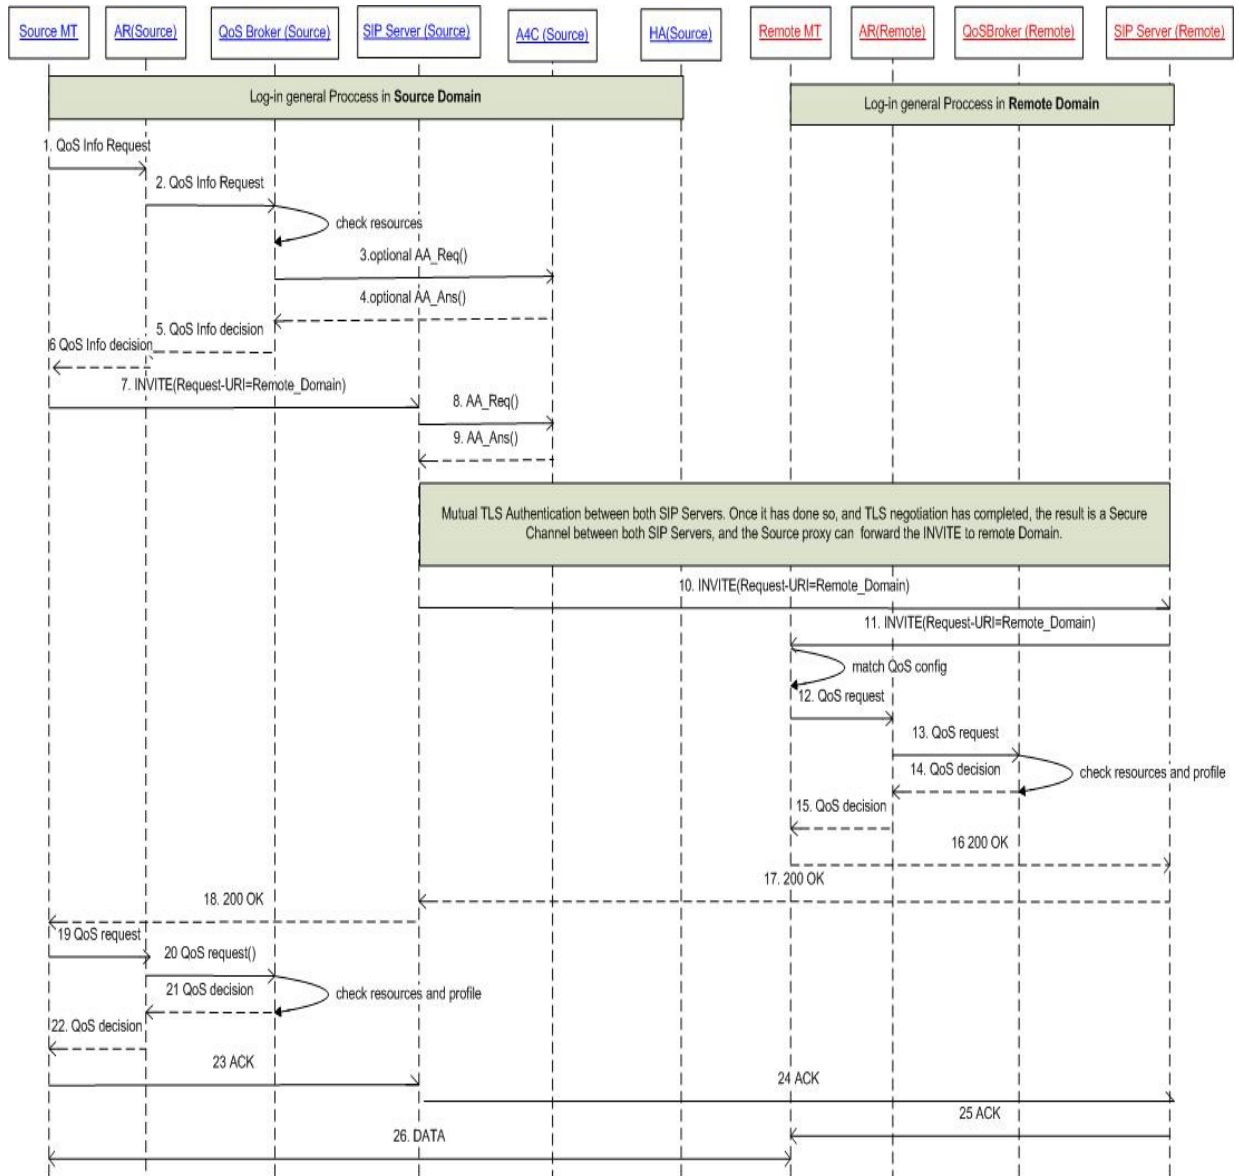 Source MT
AR(Source)
QoS Broker (Source)
SIP Server (Source)
A4C (Source)
HA(Source)
Remote MT
AR(Remote)
QoSBroker (Remote)
SIP Server (Remote)
Log-in general Proccess in Source Domain
Log-in general Proccess in Remote Domain
1. QoS Info Request
2. QoS Info Request
check resources
3.optional AA_Req()
4.optional AA_Ans()
5. QoS Info decision
6 QoS Info decision
7. INVITE(Request-URI=Remote_Domain)
8. AA_Req()
9. AA_Ans()
Mutual TLS Authentication between both SIP Servers. Once it has done so, and TLS negotiation has completed, the result is a Secure
Channel between both SIP Servers, and the Source proxy can forward the INVITE to remote Domain.
10. INVITE(Request-URI=Remote_Domain)
11. INVITE(Request-URI=Remote_Domain)
match QoS config
12. QoS request
13. QoS request
14. QoS decision
check resources and profile
15. QoS decision
16 200 OK
17. 200 OK
18. 200 OK
19 QoS request
20 QoS request()
21 QoS decision
check resources and profile
22. QoS decision
23 ACK
24 ACK
25 ACK
26. DATA